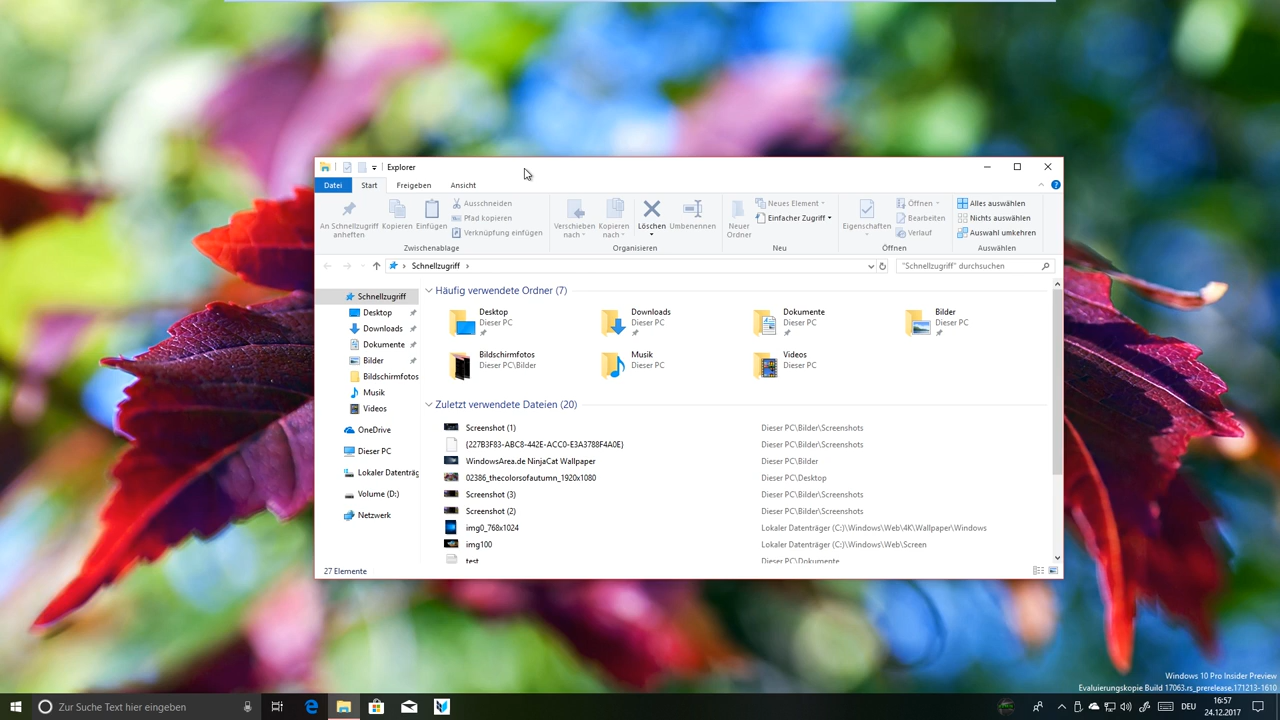 Explorer
Datei Start Freigeben Ansicht
An Schnellzugriff anheften
Kopieren
Einfügen
Ausschneiden
Pfad kopieren
Verknüpfung einfügen
Zwischenablage
Verschieben nach
Kopieren nach
Löschen
Umbenennen
Organisieren
Neuer Ordner
Neues Element
Einfacher Zugriff
Neu
Eigenschaften
Öffnen
Bearbeiten
Verlauf
Öffnen
Alles auswählen
Nichts auswählen
Auswahl umkehren
Auswählen
Schnellzugriff
"Schnellzugriff" durchsuchen
Schnellzugriff
Desktop
Downloads
Dokumente
Bilder
Bildschirmfotos
Musik
Videos
OneDrive
Dieser PC
Lokaler Datenträg
Volume (D:)
Netzwerk
Häufig verwendete Ordner (7)
Desktop
Dieser PC
Downloads
Dieser PC
Dokumente
Dieser PC
Bilder
Dieser PC
Bildschirmfotos
Dieser PC\Bilder
Musik
Dieser PC
Videos
Dieser PC
Zuletzt verwendete Dateien (20)
Screenshot (1) Dieser PC\Bilder\Screenshots
{227B3F83-ABC8-442E-ACC0-E3A3788F4A0E} Dieser PC\Bilder\Screenshots
WindowsArea.de NinjaCat Wallpaper Dieser PC\Bilder
02386_thecolorsofautumn_1920x1080 Dieser PC\Desktop
Screenshot (3) Dieser PC\Bilder\Screenshots
Screenshot (2) Dieser PC\Bilder\Screenshots
img0_768x1024 Lokaler Datenträger (C:)\Windows\Web\4K\Wallpaper\Windows
img100 Lokaler Datenträger (C:)\Windows\Web\Screen
test Dieser PC\Dokumente
27 Elemente
Windows 10 Pro Insider Preview
Evaluierungskopie Build 17063.rs_prerelease.171213-1610
Zur Suche Text hier eingeben
DEU
16:57
24.12.2017